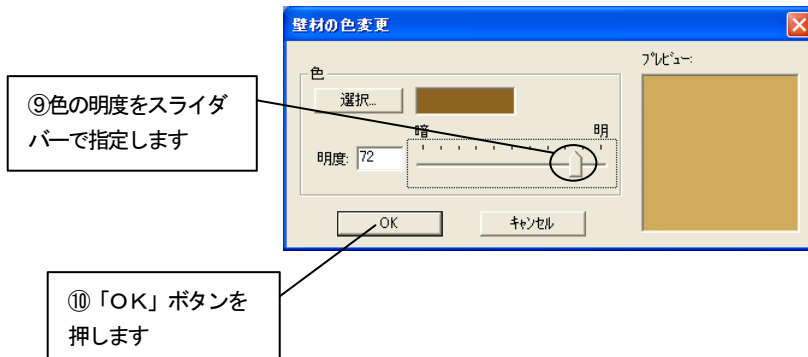 壁材の色変更
プレビュー:
色
選択...
暗
明
明度:
72
OK
キャンセル
⑨色の明度をスライダ
バーで指定します
⑩「ＯＫ」ボタンを
押します